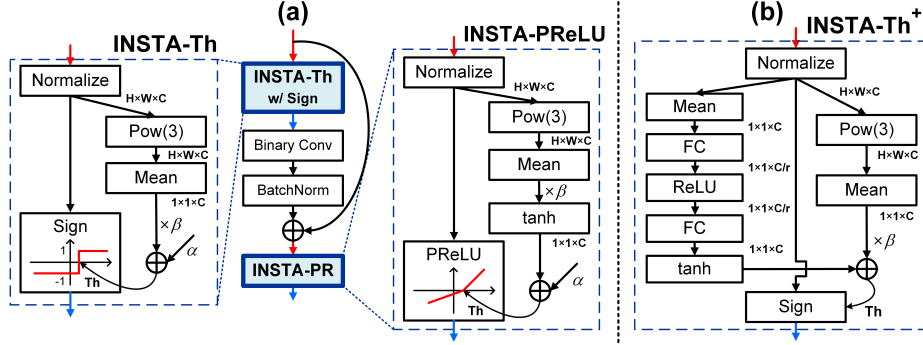 (a)
INSTA-Th
Normalize
H×W×C
Pow(3)
H×W×C
Mean
1×1×C
×β
Sign
1
-1
Th
α
INSTA-Th
w/ Sign
Binary Conv
BatchNorm
INSTA-PR
INSTA-PReLU
Normalize
H×W×C
Pow(3)
H×W×C
Mean
×β
tanh
1×1×C
PReLU
Th
α
(b)
INSTA-Th+
Normalize
Mean
1×1×C
FC
1×1×C/r
ReLU
1×1×C/r
FC
1×1×C
tanh
H×W×C
Pow(3)
H×W×C
Mean
1×1×C
×β
Th
Sign